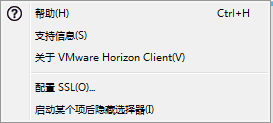 帮助(H) Ctrl+H
支持信息(S)
关于 VMware Horizon Client(V)
配置 SSL(O)...
启动某个项后隐藏选择器(I)